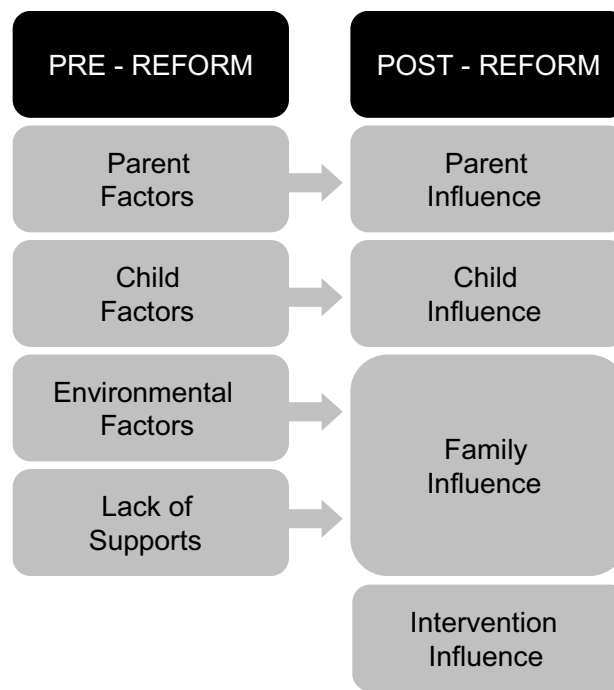 PRE - REFORM
POST - REFORM
Parent
Factors
Parent
Influence
Child
Factors
Child
Influence
Environmental
Factors
Lack of
Supports
Family
Influence
Intervention
Influence